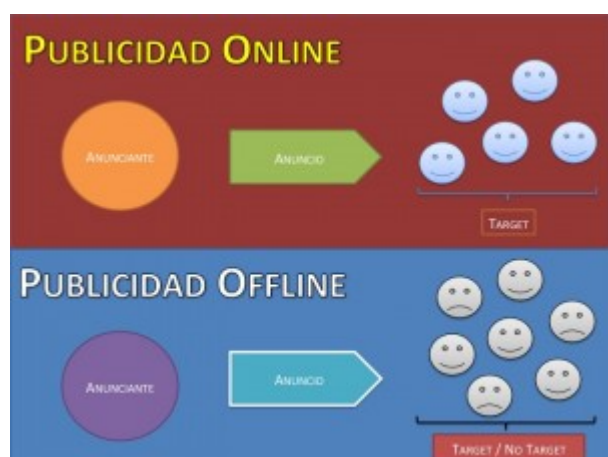 PUBLICIDAD ONLINE
ANUNCIANTE
ANUNCIO
TARGET
PUBLICIDAD OFFLINE
ANUNCIANTE
ANUNCIO
TARGET / NO TARGET